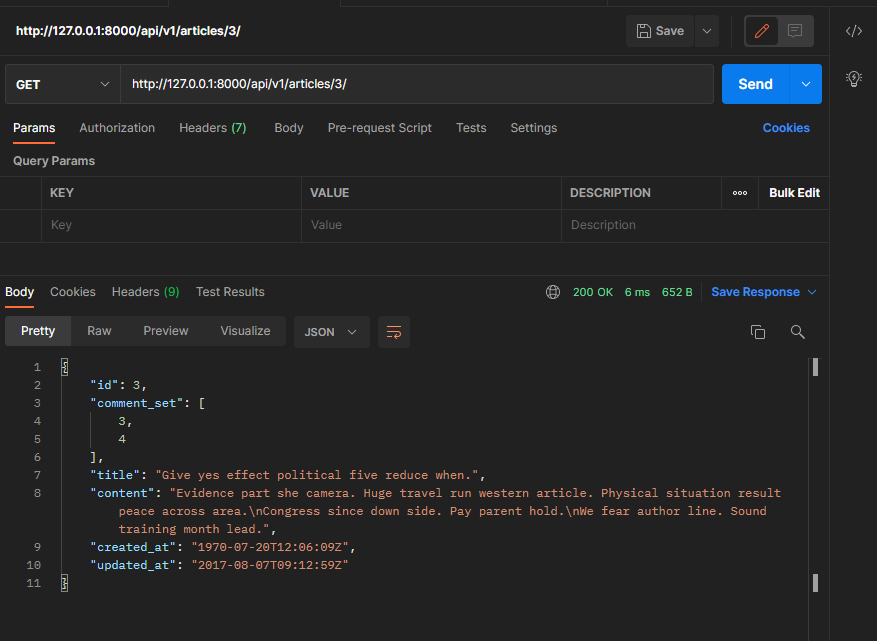 http://127.0.0.1:8000/api/v1/articles/3/
Save
GET
http://127.0.0.1:8000/api/v1/articles/3/
Send
Params Authorization Headers (7) Body Pre-request Script Tests Settings Cookies
Query Params
KEY VALUE DESCRIPTION ooo Bulk Edit
Key Value Description
Body Cookies Headers (9) Test Results 200 OK 6 ms 652 B Save Response
Pretty Raw Preview Visualize JSON
1 {
2 "id": 3,
3 "comment_set": [
4 3,
5 4
6 ],
7 "title": "Give yes effect political five reduce when.",
8 "content": "Evidence part she camera. Huge travel run western article. Physical situation result
peace across area.\nCongress since down side. Pay parent hold.\nWe fear author line. Sound
training month lead.",
9 "created_at": "1970-07-20T12:06:09Z",
10 "updated_at": "2017-08-07T09:12:59Z"
11 }